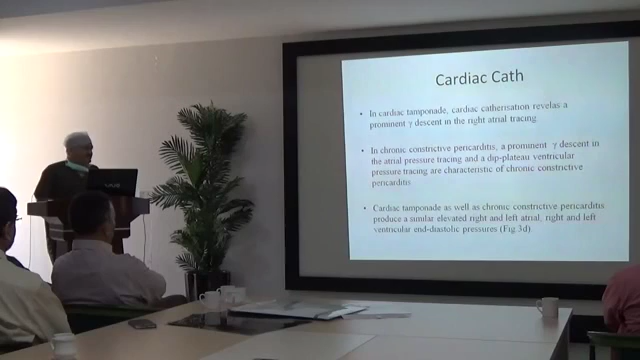 Cardiac Cath
• In cardiac tamponade, cardiac catherisation revelas a
prominent γ descent in the right atrial tracing.
• In chronic constrictive pericarditis, a prominent γ descent in
the atrial pressure tracing and a dip-plateau ventricular
pressure tracing are characteristic of chronic constrictive
pericarditis
• Cardiac tamponade as well as chronic constrictive pericarditis
produce a similar elevated right and left atrial, right and left
ventricular end-diastolic pressures (Fig 3d).
VAIO